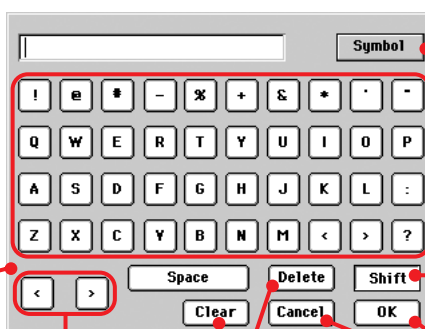 Symbol
! @ # - % + & * ' "
Q W E R T Y U I O P
A S D F G H J K L :
Z X C V B N M < > ?
< > Space Delete Shift
Clear Cancel OK